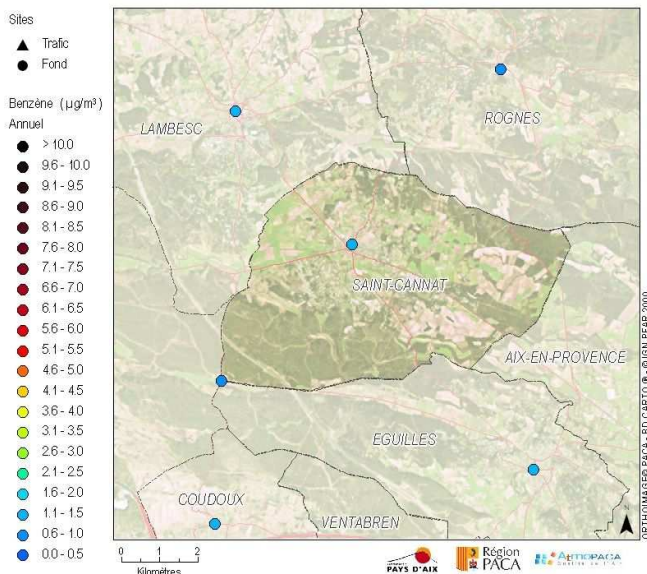 Sites
Trafic
Fond
Benzène (µg/m³)
Annuel
> 10.0
9.6 - 10.0
9.1 - 9.5
8.6 - 9.0
8.1 - 8.5
7.6 - 8.0
7.1 - 7.5
6.6 - 7.0
6.1 - 6.5
5.6 - 6.0
5.1 - 5.5
4.6 - 5.0
4.1 - 4.5
3.6 - 4.0
3.1 - 3.5
2.6 - 3.0
2.1 - 2.5
1.6 - 2.0
1.1 - 1.5
0.6 - 1.0
0.0 - 0.5
LAMBESC
ROGNES
SAINT-CANNAT
AIX-EN-PROVENCE
EGUILLES
COUDOUX
VENTABREN
N
0 1 2
Kilomètres
PAYS D'AIX
Région
PACA
PACA